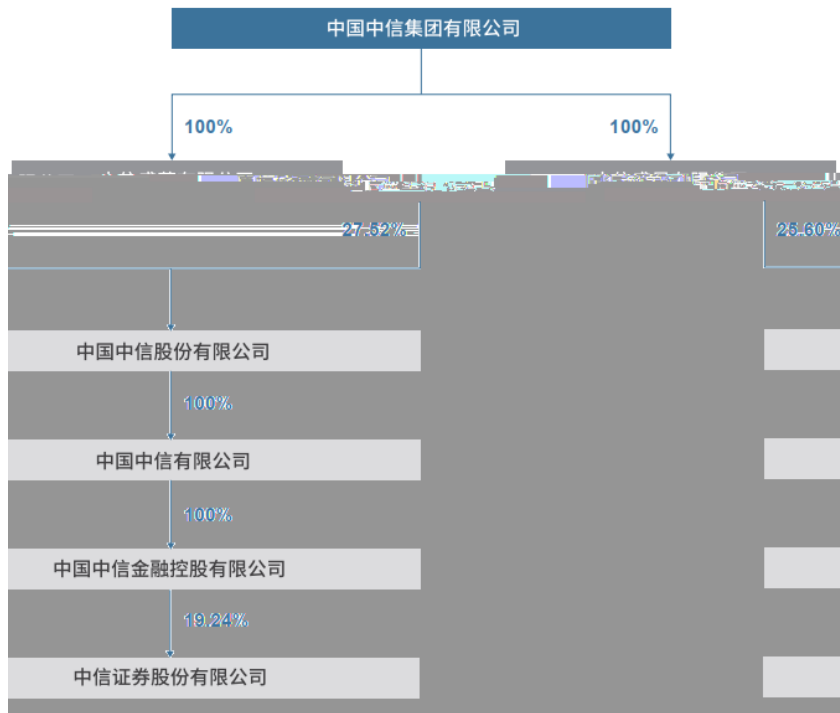 中国中信集团有限公司
100%
100%
27.52%
25.60%
中国中信股份有限公司
100%
中国中信有限公司
100%
中国中信金融控股有限公司
19.24%
中信证券股份有限公司